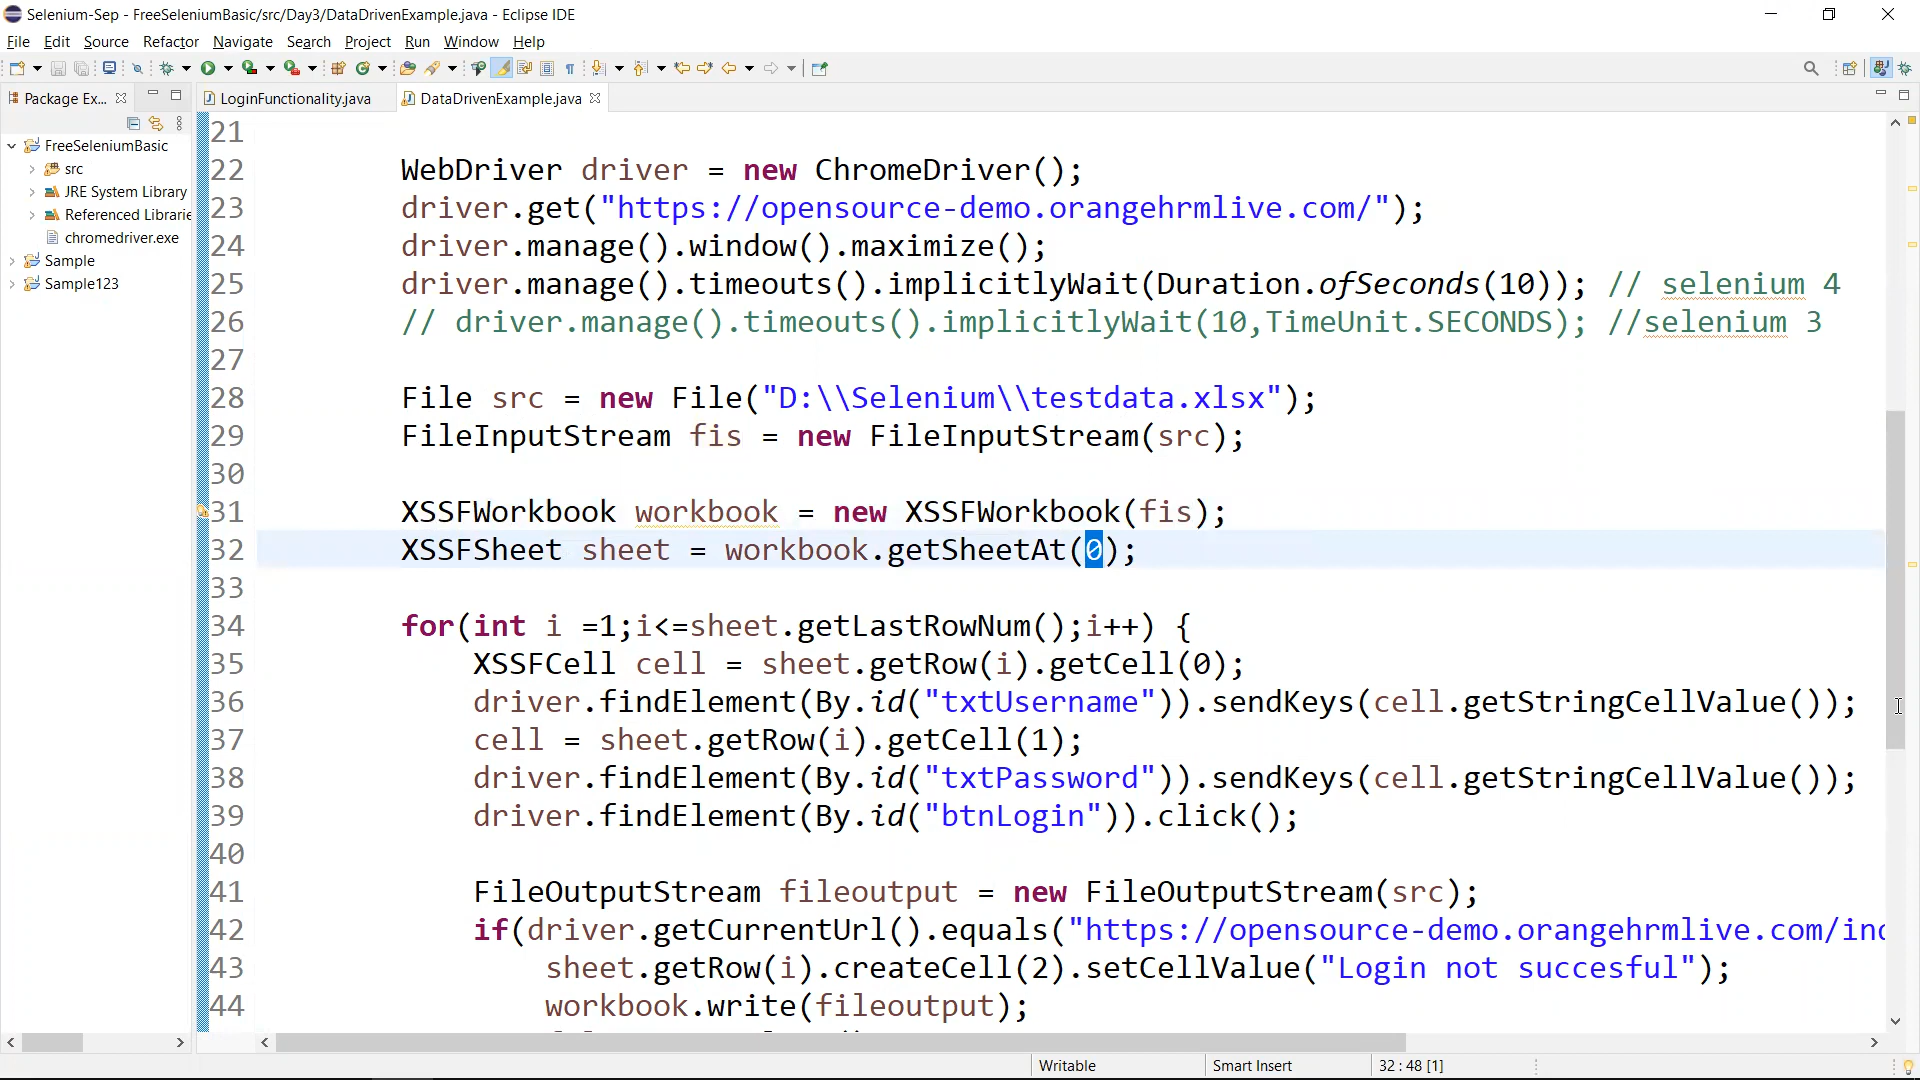 Selenium-Sep - FreeSeleniumBasic/src/Day3/DataDrivenExample.java - Eclipse IDE
File Edit Source Refactor Navigate Search Project Run Window Help
Package Ex...
LoginFunctionality.java
DataDrivenExample.java
FreeSeleniumBasic
src
JRE System Library
Referenced Librarie
chromedriver.exe
Sample
Sample123
21
22 WebDriver driver = new ChromeDriver();
23 driver.get("https://opensource-demo.orangehrmlive.com/");
24 driver.manage().window().maximize();
25 driver.manage().timeouts().implicitlyWait(Duration.ofSeconds(10)); // selenium 4
26 // driver.manage().timeouts().implicitlyWait(10,TimeUnit.SECONDS); //selenium 3
27
28 File src = new File("D:\\Selenium\\testdata.xlsx");
29 FileInputStream fis = new FileInputStream(src);
30
31 XSSFWorkbook workbook = new XSSFWorkbook(fis);
32 XSSFSheet sheet = workbook.getSheetAt(0);
33
34 for(int i =1;i<=sheet.getLastRowNum();i++) {
35 XSSFCell cell = sheet.getRow(i).getCell(0);
36 driver.findElement(By.id("txtUsername")).sendKeys(cell.getStringCellValue());
37 cell = sheet.getRow(i).getCell(1);
38 driver.findElement(By.id("txtPassword")).sendKeys(cell.getStringCellValue());
39 driver.findElement(By.id("btnLogin")).click();
40
41 FileOutputStream fileoutput = new FileOutputStream(src);
42 if(driver.getCurrentUrl().equals("https://opensource-demo.orangehrmlive.com/ind
43 sheet.getRow(i).createCell(2).setCellValue("Login not succesful");
44 workbook.write(fileoutput);
Writable
Smart Insert
32 : 48 [1]